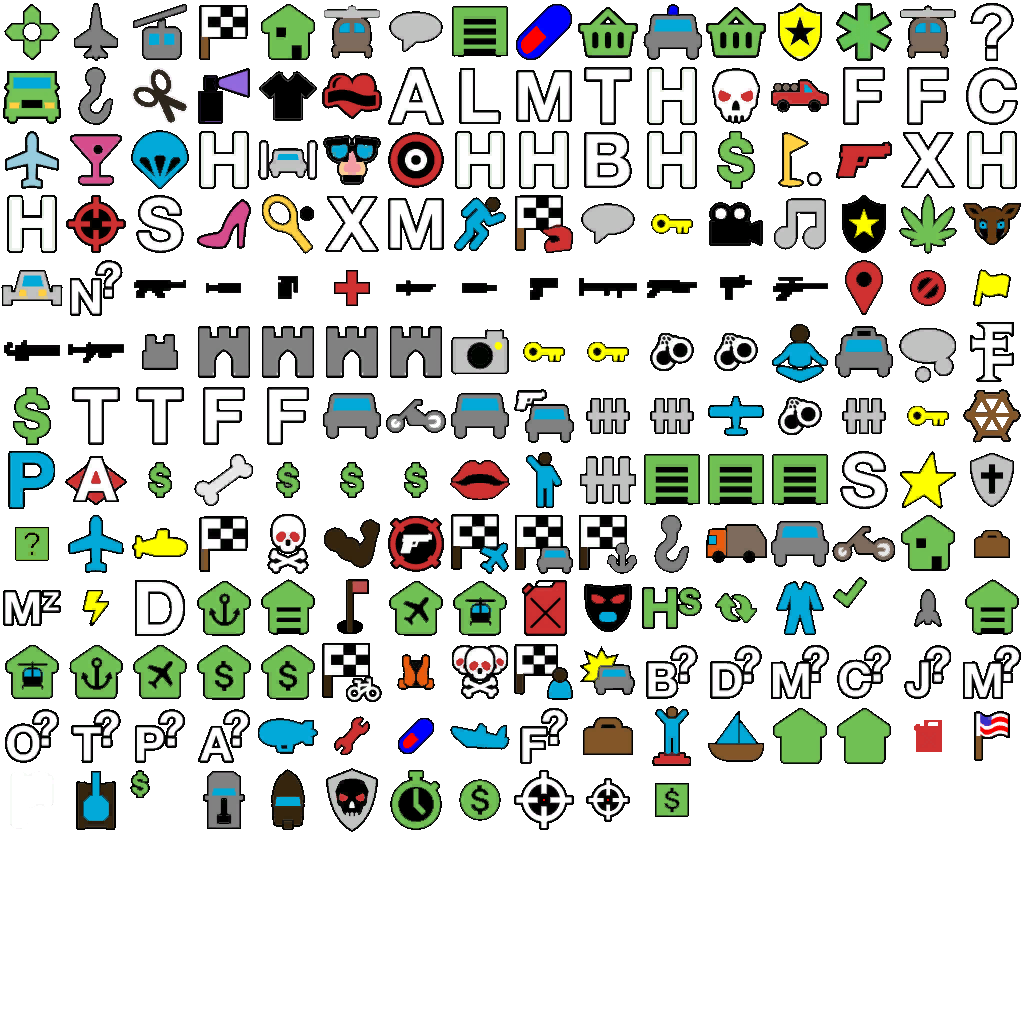 ?
A L M T H F F C
H H H B H $ X H
H S X M
N?
F
$ T T F F
P A $ $ $ $ S
?
MZ D HS
$ $ B? D? M? C? J? M?
O? T? P? A? F?
$ $ $